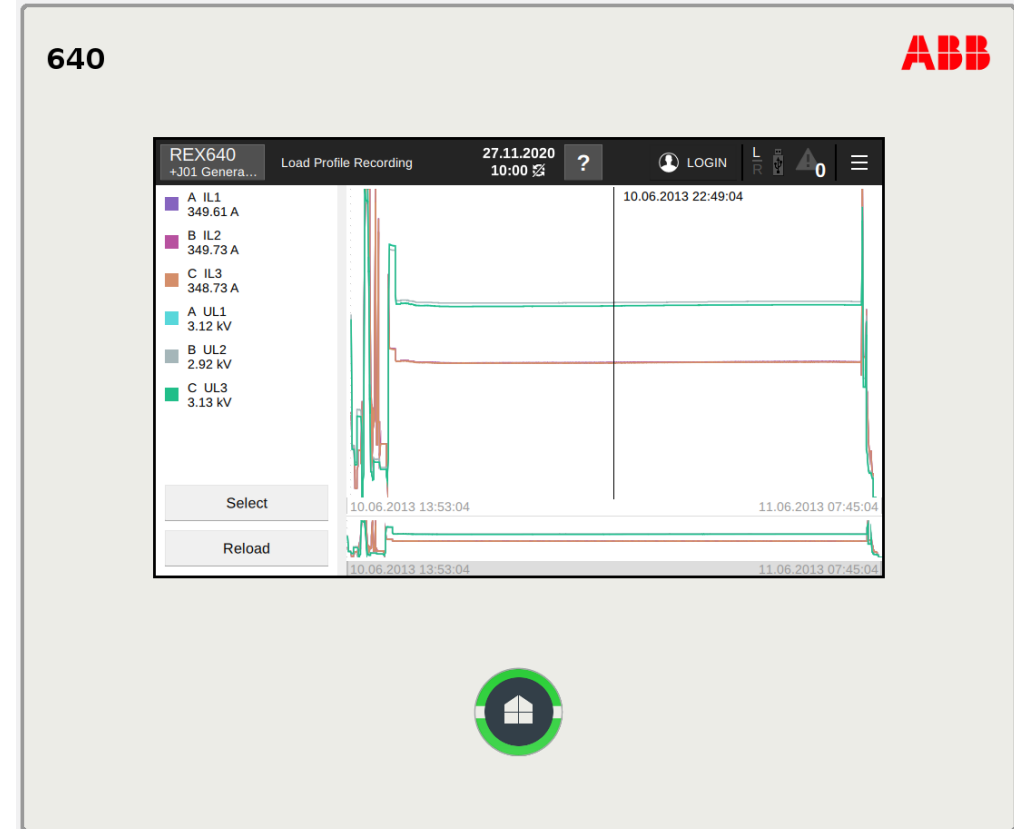 640
ABB
REX640
+J01 Genera...
Load Profile Recording
27.11.2020
10:00
?
LOGIN
L
R
0
A IL1
349.61 A
B IL2
349.73 A
C IL3
348.73 A
A UL1
3.12 kV
B UL2
2.92 kV
C UL3
3.13 kV
Select
Reload
10.06.2013 22:49:04
10.06.2013 13:53:04
11.06.2013 07:45:04
10.06.2013 13:53:04
11.06.2013 07:45:04